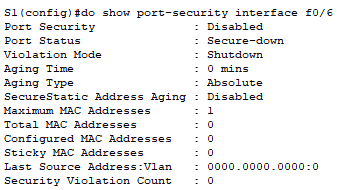 S1(config)#do show port-security interface f0/6
Port Security              : Disabled
Port Status                : Secure-down
Violation Mode             : Shutdown
Aging Time                 : 0 mins
Aging Type                 : Absolute
SecureStatic Address Aging : Disabled
Maximum MAC Addresses      : 1
Total MAC Addresses        : 0
Configured MAC Addresses   : 0
Sticky MAC Addresses       : 0
Last Source Address:Vlan   : 0000.0000.0000:0
Security Violation Count   : 0